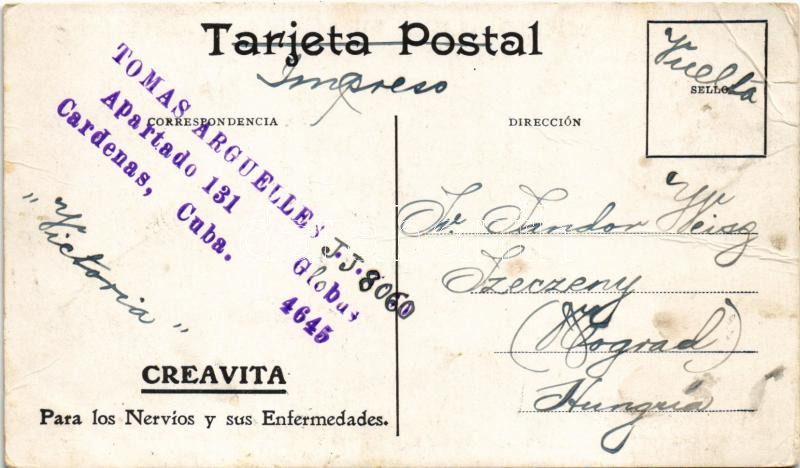 Tarjeta Postal
Impreso
Vuelta
SELLO
CORRESPONDENCIA
DIRECCIÓN
TOMAS ARGUELLES
Apartado 131
Cardenas, Cuba.
J.J. 8060
Globus
4645
"Victoria"
Sr. Sandor Weisz
Szeczeny
(Nograd)
Hungria
CREAVITA
Para los Nervios y sus Enfermedades.